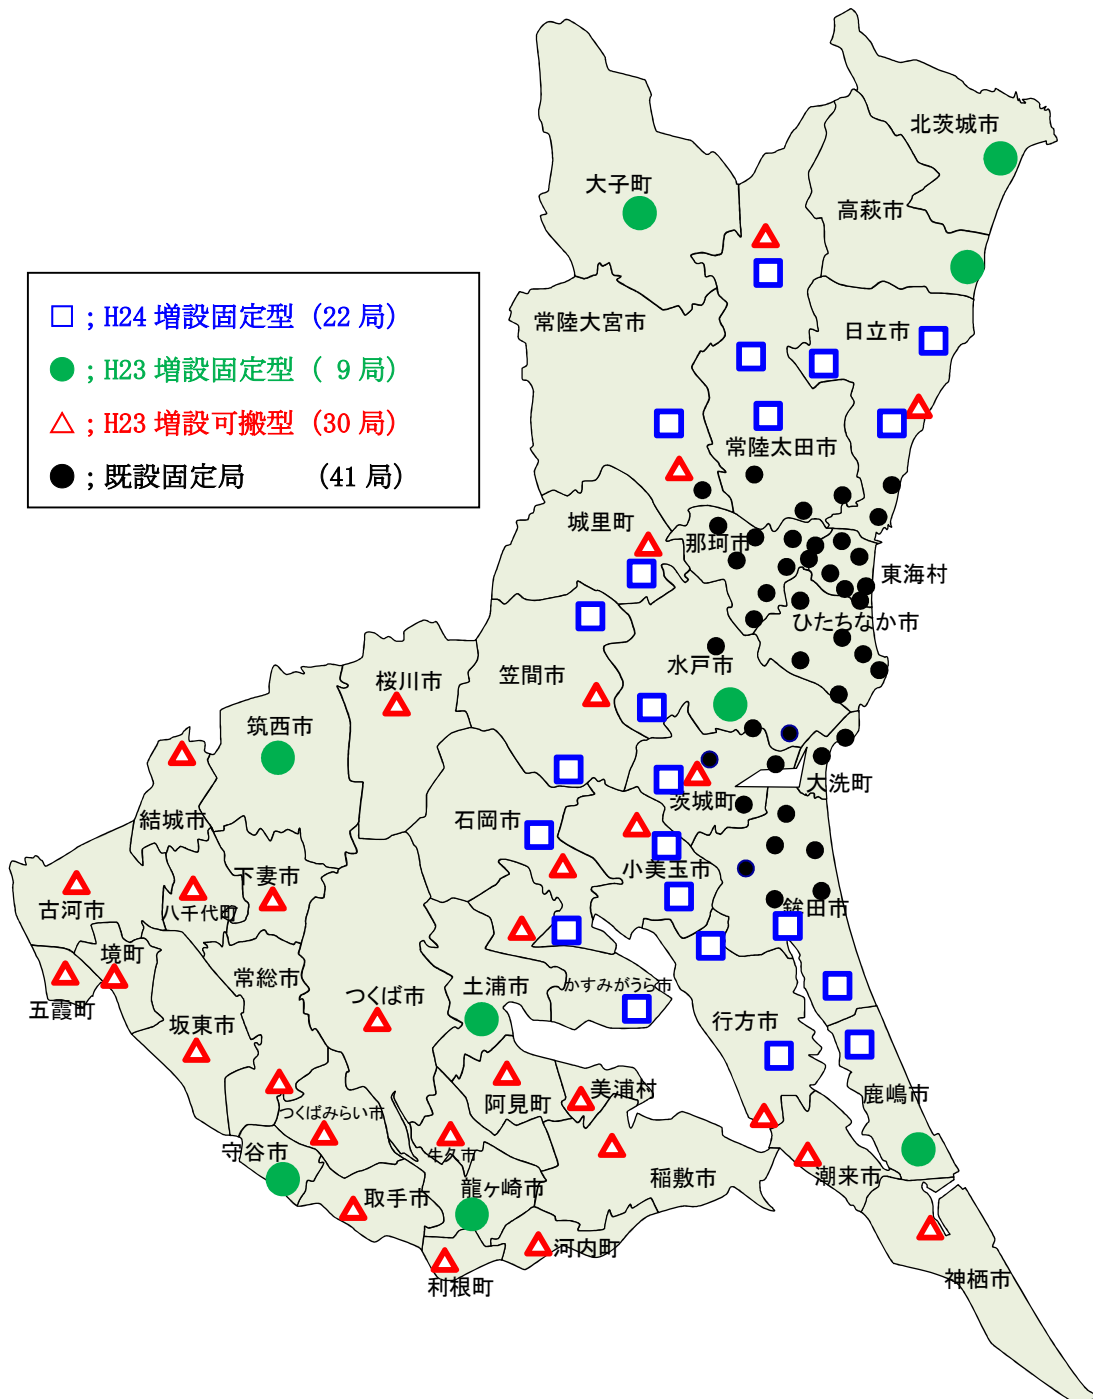 北茨城市
大子町
高萩市
□；H24 増設固定型（22 局）
●；H23 増設固定型（ 9 局）
△；H23 増設可搬型（30 局）
●；既設固定局　　（41 局）
常陸大宮市
日立市
常陸太田市
城里町
那珂市
東海村
ひたちなか市
水戸市
笠間市
桜川市
筑西市
大洗町
茨城町
結城市
石岡市
小美玉市
下妻市
八千代町
古河市
鉾田市
境町
常総市
つくば市
土浦市
かすみがうら市
五霞町
坂東市
行方市
美浦村
阿見町
鹿嶋市
つくばみらい市
守谷市
牛久市
稲敷市
潮来市
取手市
龍ヶ崎市
河内町
利根町
神栖市